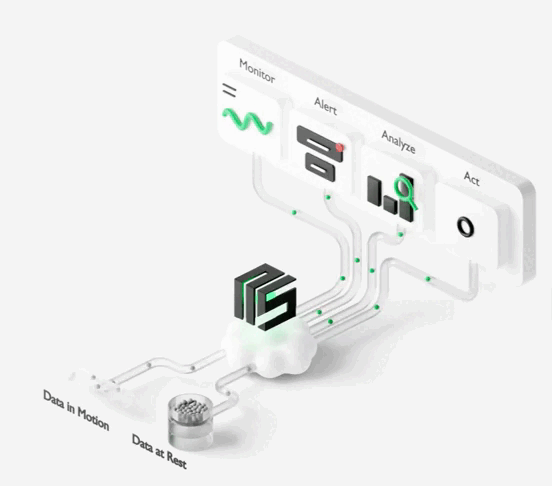 Monitor
Alert
Analyze
Act
Data in Motion
Data at Rest